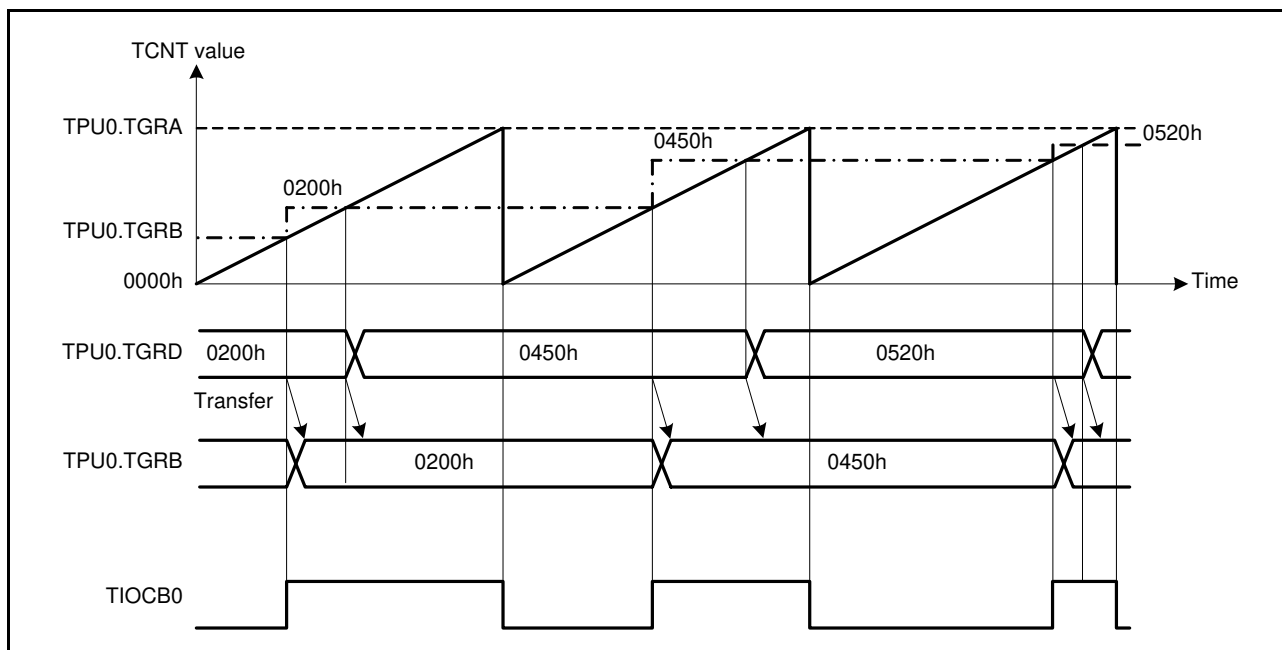 TCNT value
TPU0.TGRA
0520h
0450h
0200h
TPU0.TGRB
0000h
Time
TPU0.TGRD
0200h
0450h
0520h
Transfer
TPU0.TGRB
0200h
0450h
TIOCB0